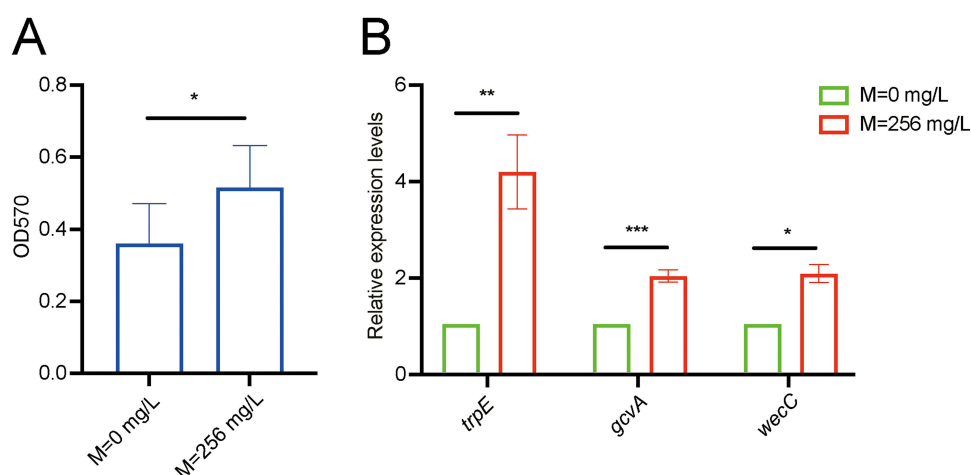 A
0.8
0.6
0.4
0.2
0.0
OD570
*
M=0 mg/L
M=256 mg/L
B
6
4
2
0
Relative expression levels
**
***
*
trpE
gcvA
wecC
M=0 mg/L
M=256 mg/L